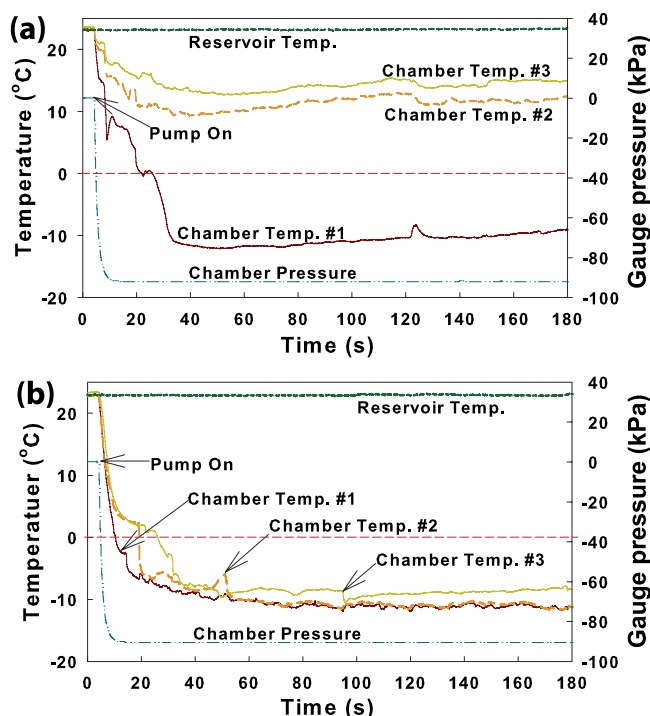 (a)
Temperature (°C)
20
10
0
-10
-20
Reservoir Temp.
Chamber Temp. #3
Chamber Temp. #2
Pump On
Chamber Temp. #1
Chamber Pressure
40
20
0
-20
-40
-60
-80
-100
Gauge pressure (kPa)
0 20 40 60 80 100 120 140 160 180
Time (s)
(b)
Temperatuer (°C)
20
10
0
-10
-20
Reservoir Temp.
Pump On
Chamber Temp. #1
Chamber Temp. #2
Chamber Temp. #3
Chamber Pressure
40
20
0
-20
-40
-60
-80
-100
Gauge pressure (kPa)
0 20 40 60 80 100 120 140 160 180
Time (s)